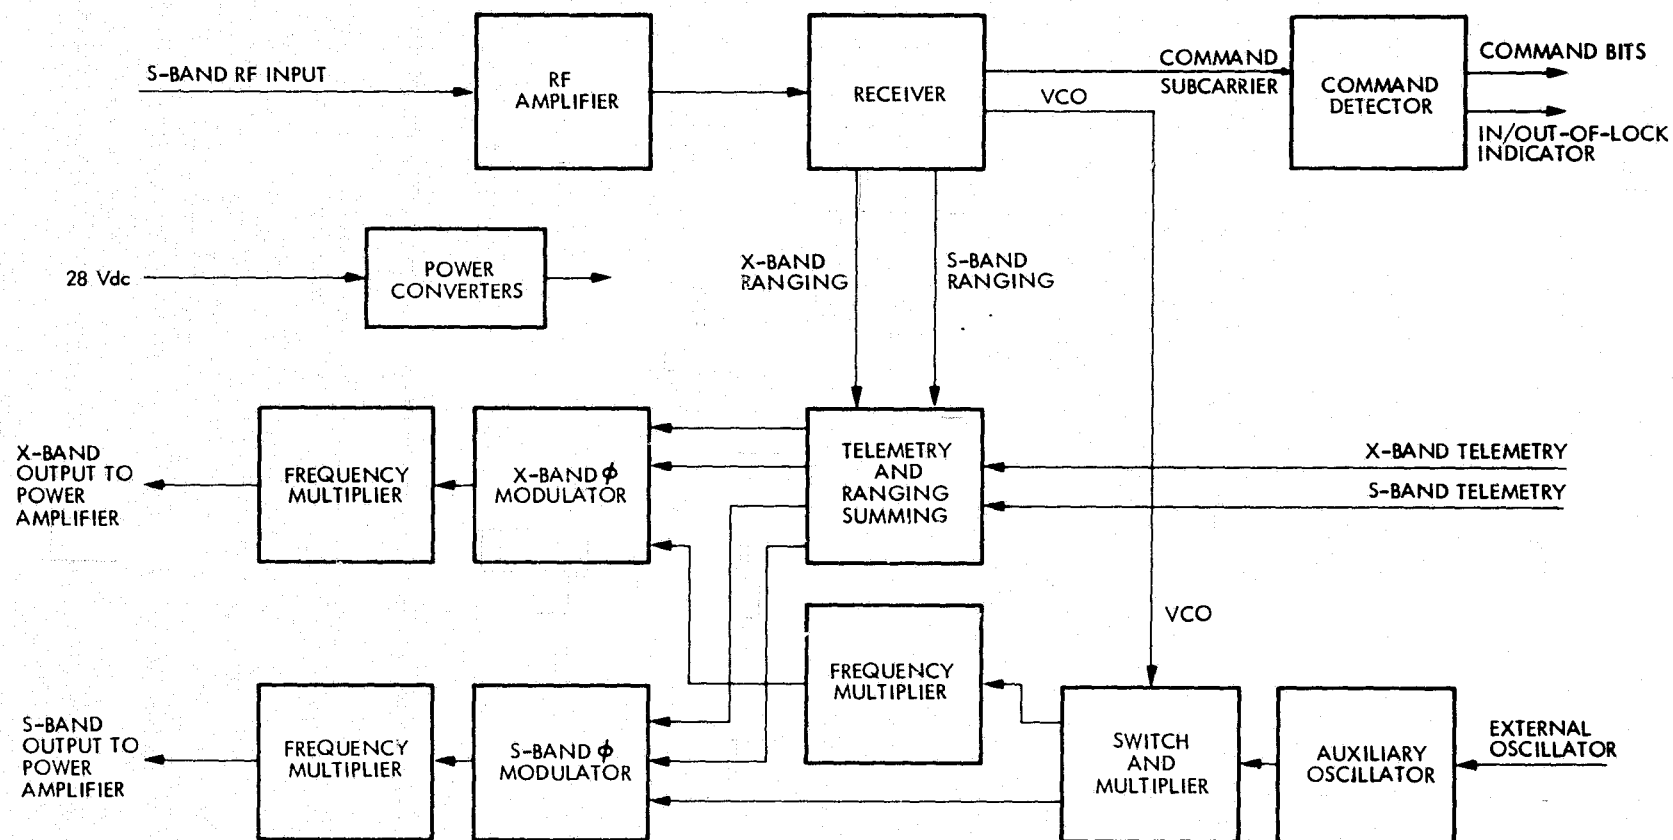 S-BAND RF INPUT
RF
AMPLIFIER
RECEIVER
COMMAND
SUBCARRIER
VCO
COMMAND
DETECTOR
COMMAND BITS
IN/OUT-OF-LOCK
INDICATOR
28 Vdc
POWER
CONVERTERS
X-BAND
RANGING
S-BAND
RANGING
X-BAND
OUTPUT TO
POWER
AMPLIFIER
FREQUENCY
MULTIPLIER
X-BAND ϕ
MODULATOR
TELEMETRY
AND
RANGING
SUMMING
X-BAND TELEMETRY
S-BAND TELEMETRY
VCO
FREQUENCY
MULTIPLIER
S-BAND
OUTPUT TO
POWER
AMPLIFIER
FREQUENCY
MULTIPLIER
S-BAND ϕ
MODULATOR
SWITCH
AND
MULTIPLIER
AUXILIARY
OSCILLATOR
EXTERNAL
OSCILLATOR